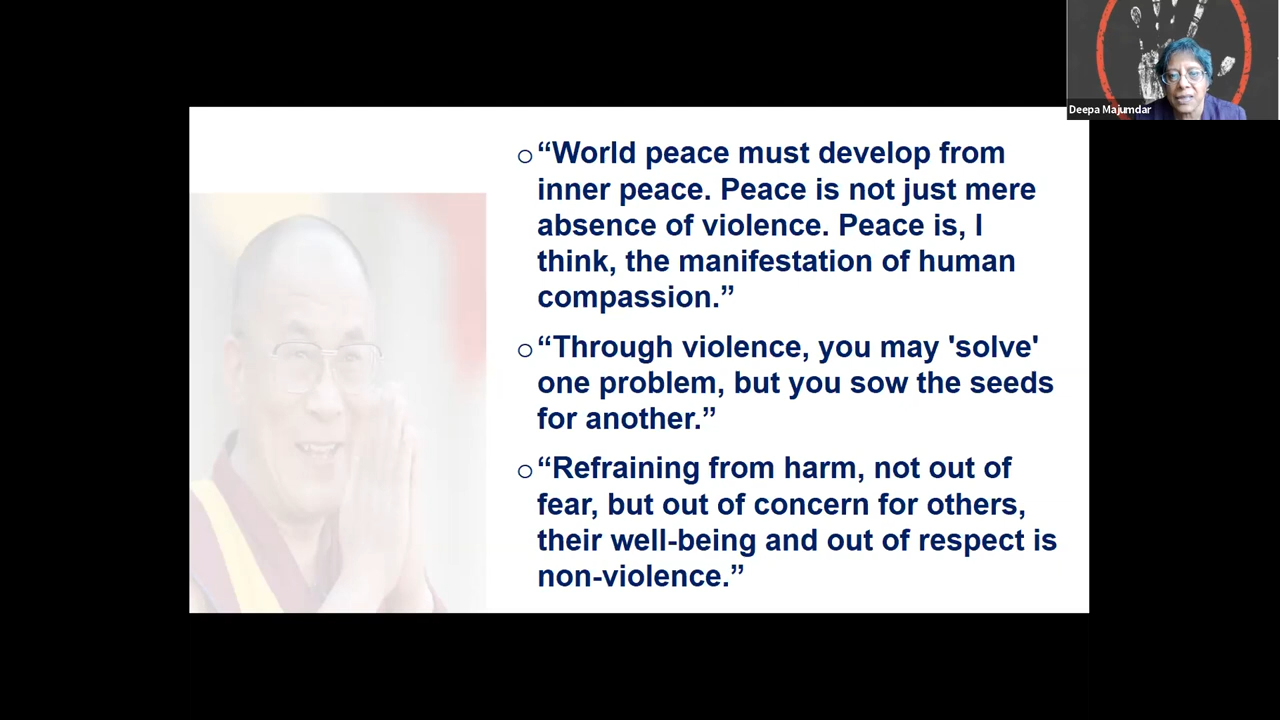 Deepa Majumdar
○“World peace must develop from
inner peace. Peace is not just mere
absence of violence. Peace is, I
think, the manifestation of human
compassion.”
○“Through violence, you may 'solve'
one problem, but you sow the seeds
for another.”
○“Refraining from harm, not out of
fear, but out of concern for others,
their well-being and out of respect is
non-violence.”